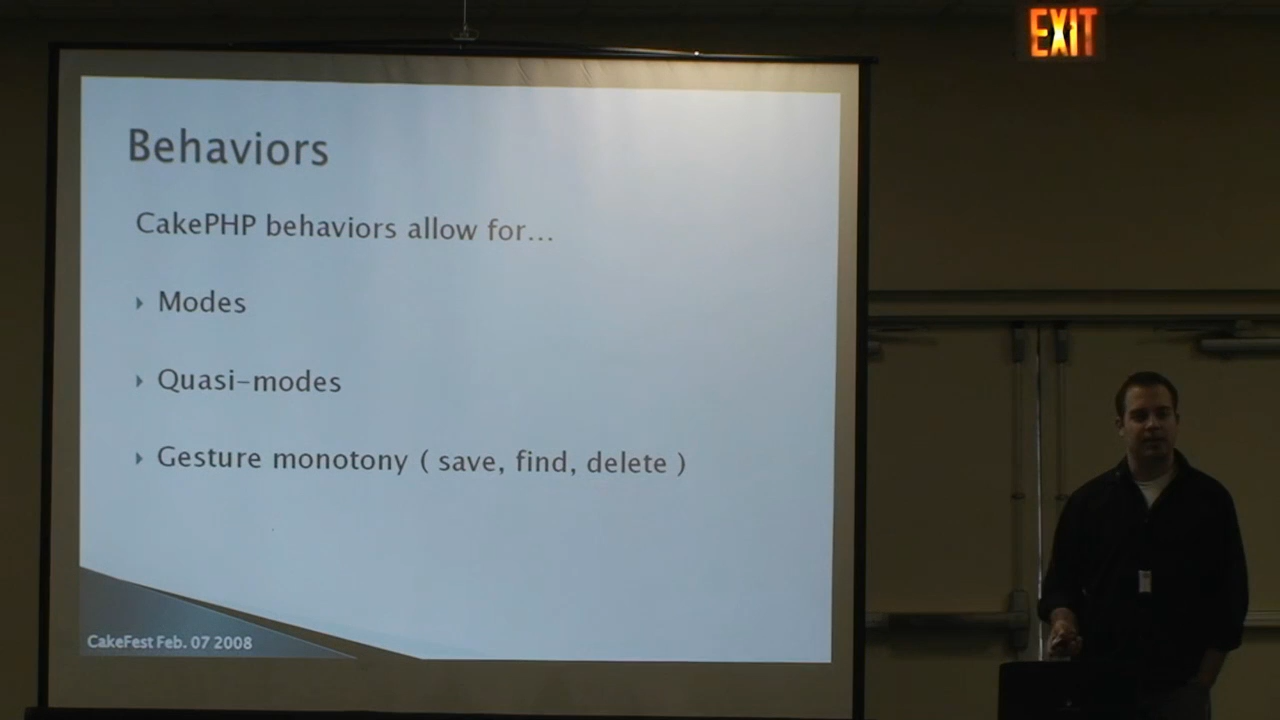 EXIT
Behaviors
CakePHP behaviors allow for...
Modes
Quasi-modes
Gesture monotony ( save, find, delete )
CakeFest Feb. 07 2008